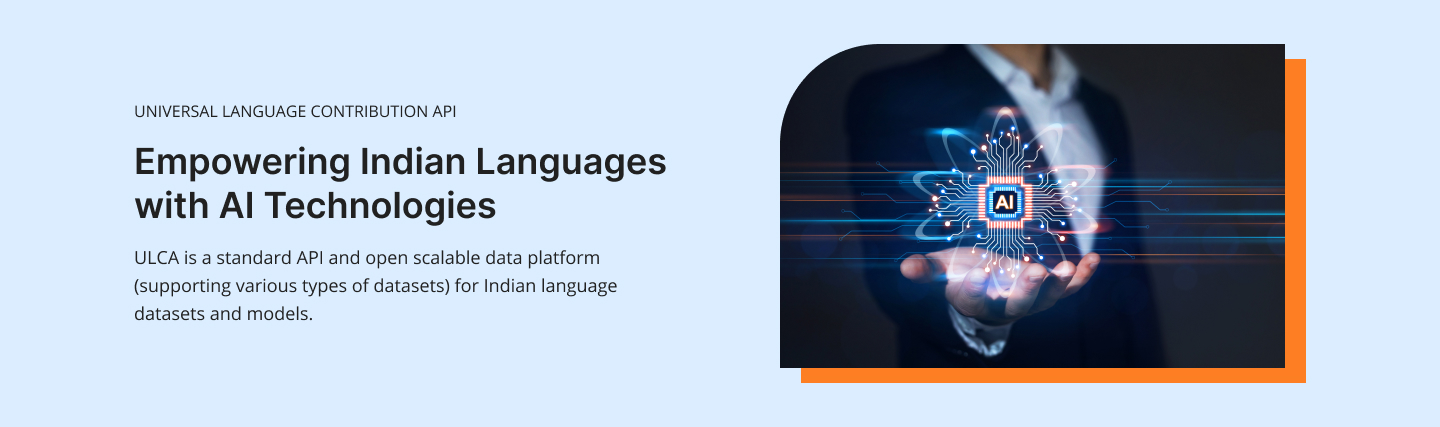 UNIVERSAL LANGUAGE CONTRIBUTION API
Empowering Indian Languages
with AI Technologies
ULCA is a standard API and open scalable data platform
(supporting various types of datasets) for Indian language
datasets and models.
AI